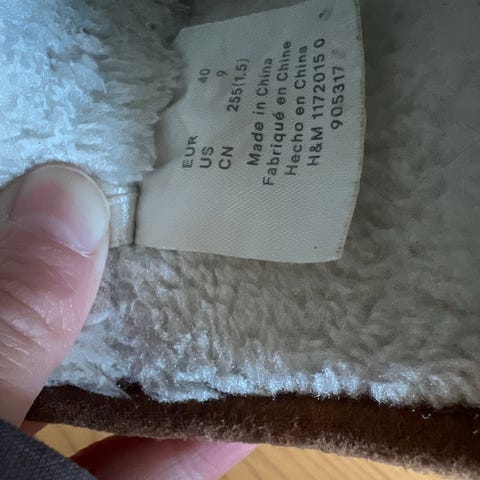 EUR 40
US 9
CN 255(1.5)
Made in China
Fabriqué en Chine
Hecho en China
H&M 1172015 0
905317